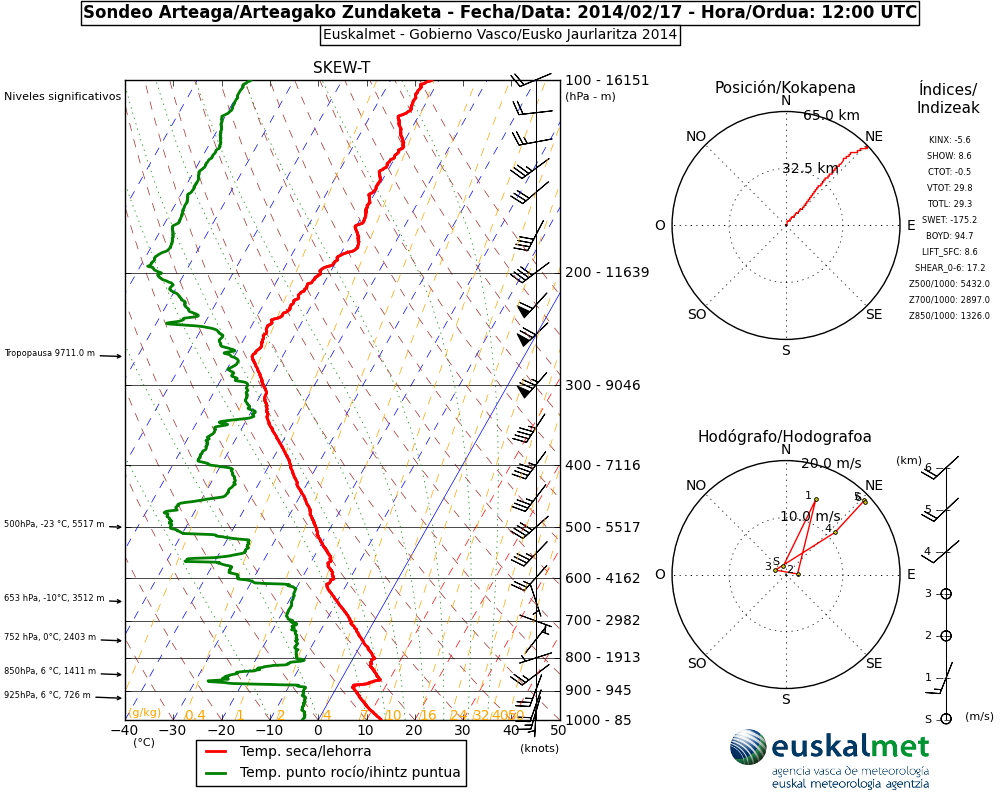 Sondeo Arteaga/Arteagako Zundaketa - Fecha/Data: 2014/02/17 - Hora/Ordua: 12:00 UTC
Euskalmet - Gobierno Vasco/Eusko Jaurlaritza 2014
SKEW-T
Niveles significativos
Tropopausa 9711.0 m
500hPa, -23 °C, 5517 m
653 hPa, -10°C, 3512 m
752 hPa, 0°C, 2403 m
850hPa, 6 °C, 1411 m
925hPa, 6 °C, 726 m
100 - 16151
(hPa - m)
200 - 11639
300 - 9046
400 - 7116
500 - 5517
600 - 4162
700 - 2982
800 - 1913
900 - 945
1000 - 85
(g/kg) 0.4 1 2 4 7 10 16 24 32 40 50
−40 −30 −20 −10 0 10 20 30 40 50
(°C)
(knots)
Temp. seca/lehorra
Temp. punto rocío/ihintz puntua
Posición/Kokapena
N
65.0 km
NO
NE
32.5 km
O
E
SO
SE
S
Índices/
Indizeak
KINX: -5.6
SHOW: 8.6
CTOT: -0.5
VTOT: 29.8
TOTL: 29.3
SWET: -175.2
BOYD: 94.7
LIFT_SFC: 8.6
SHEAR_0-6: 17.2
Z500/1000: 5432.0
Z700/1000: 2897.0
Z850/1000: 1326.0
Hodógrafo/Hodografoa
N
20.0 m/s
NO
NE
1
5
6
10.0 m/s
4
S
3
2
O
E
SO
SE
S
(km)
6
5
4
3
2
1
S
(m/s)
euskalmet
agencia vasca de meteorología
euskal meteorologia agentzia